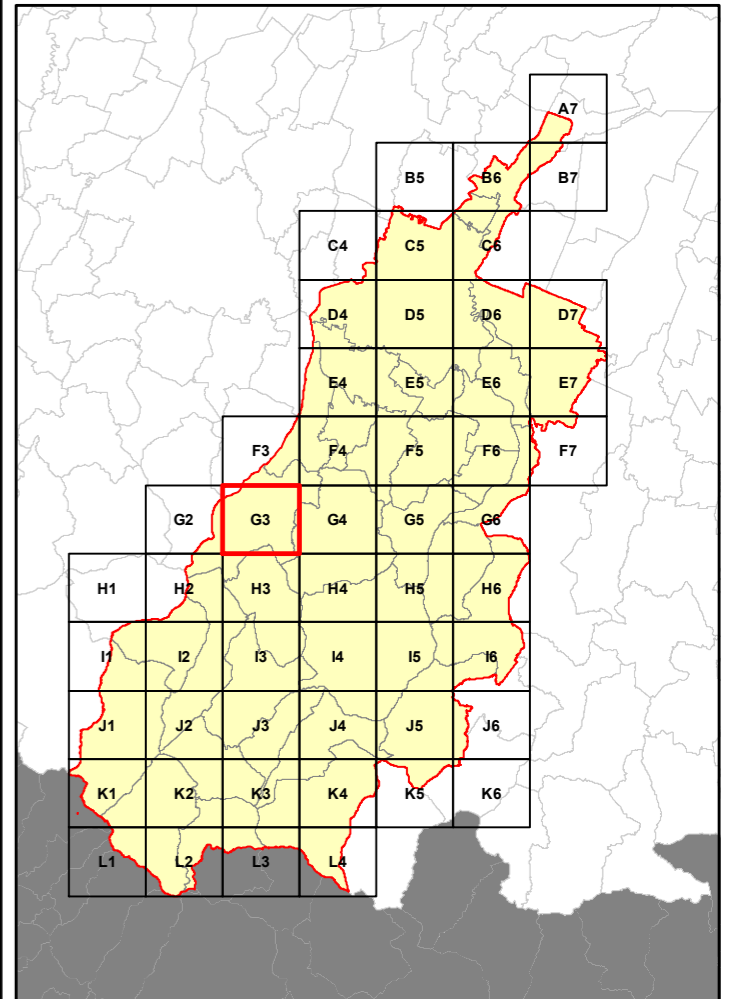 A7
B5 B6 B7
C4 C5 C6
D4 D5 D6 D7
E4 E5 E6 E7
F3 F4 F5 F6 F7
G2 G3 G4 G5 G6
H1 H2 H3 H4 H5 H6
I1 I2 I3 I4 I5 I6
J1 J2 J3 J4 J5 J6
K1 K2 K3 K4 K5 K6
L1 L2 L3 L4